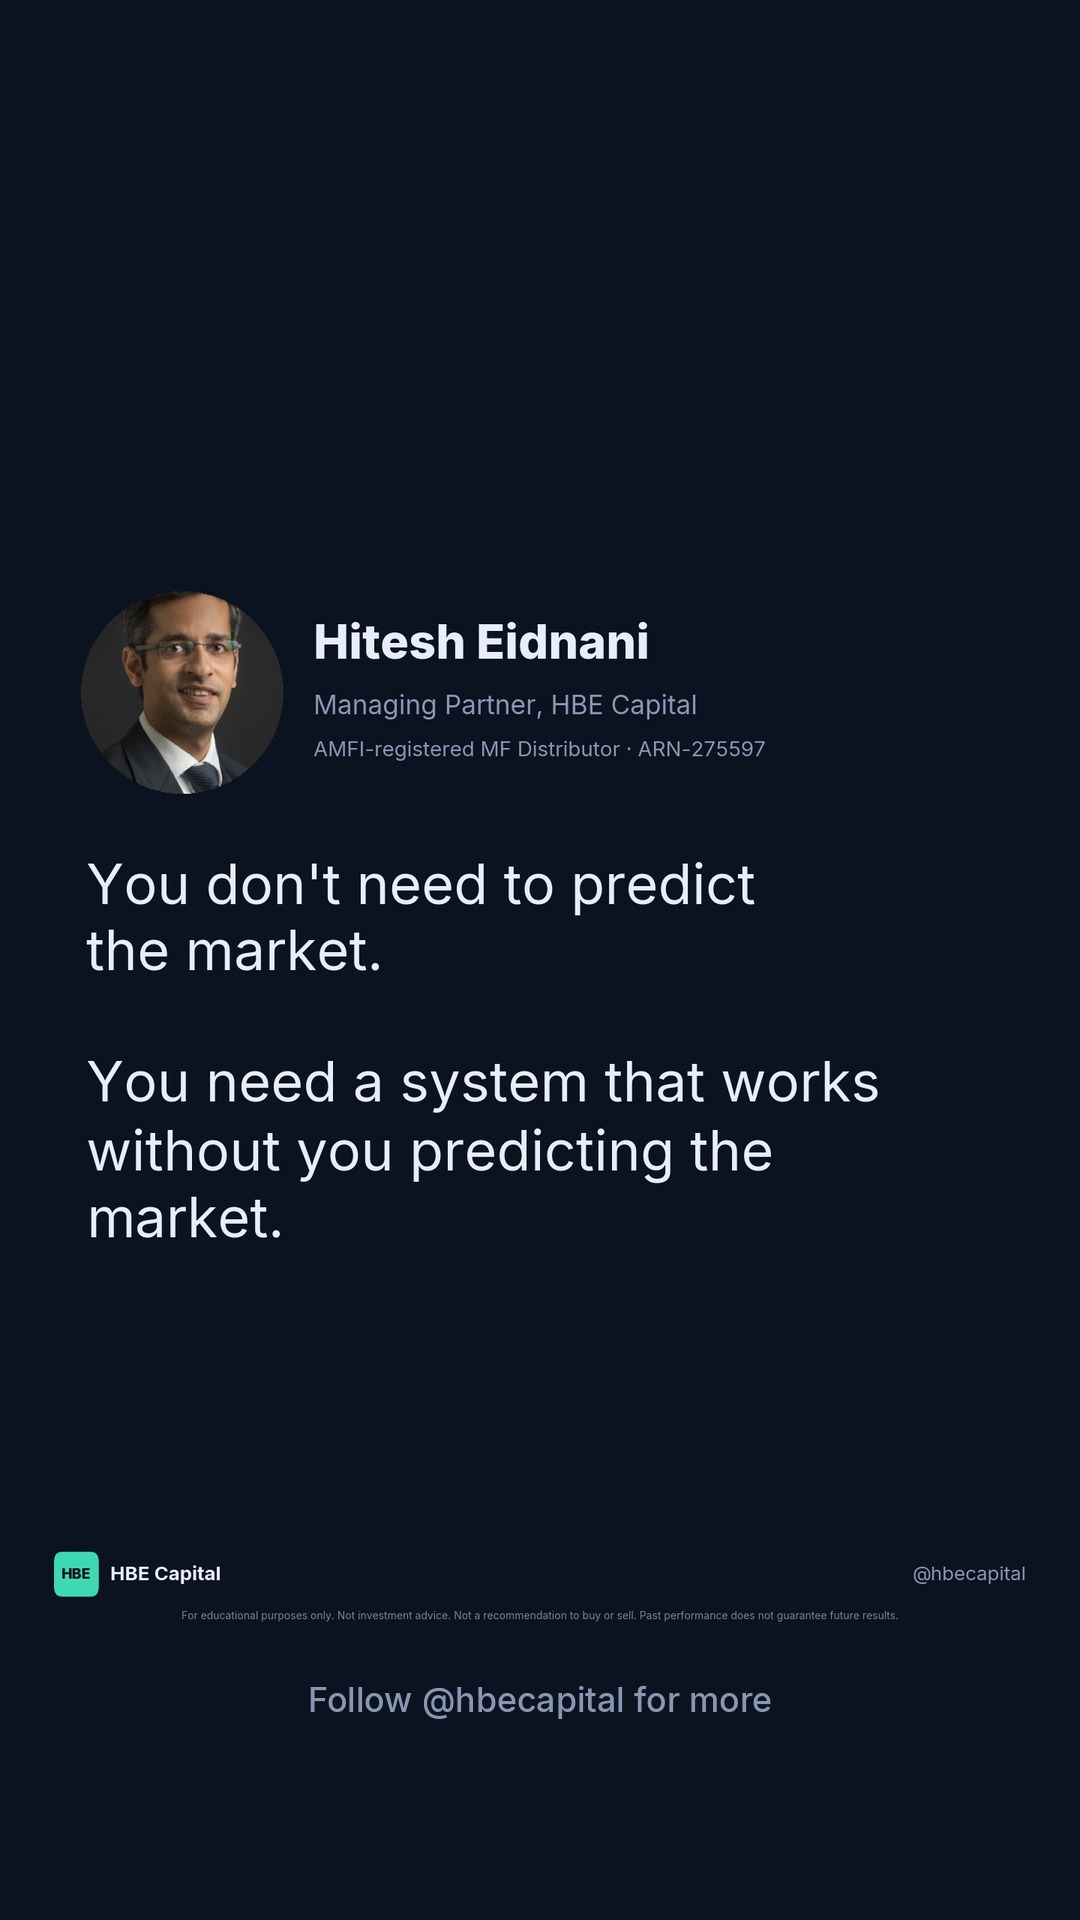 Hitesh Eidnani
Managing Partner, HBE Capital
AMFI-registered MF Distributor · ARN-275597
You don't need to predict
the market.
You need a system that works
without you predicting the
market.
HBE HBE Capital @hbecapital
For educational purposes only. Not investment advice. Not a recommendation to buy or sell. Past performance does not guarantee future results.
Follow @hbecapital for more